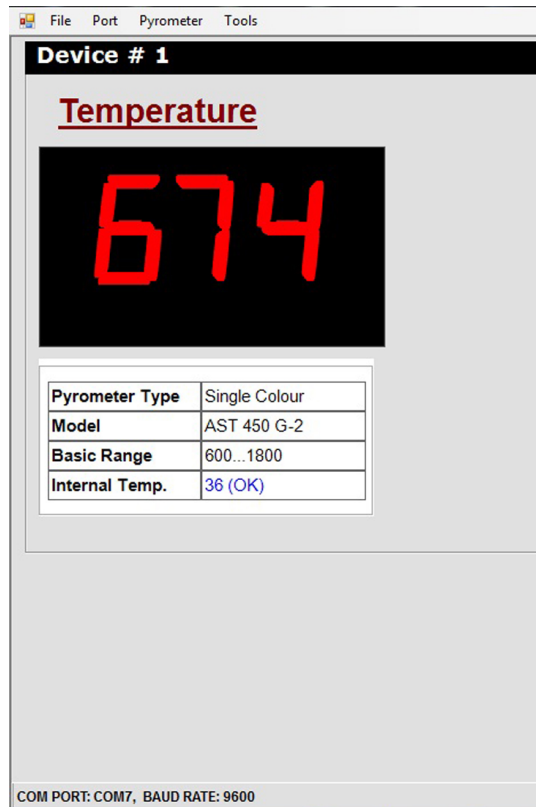 File Port Pyrometer Tools
Device # 1
Temperature
674
Pyrometer Type Single Colour
Model AST 450 G-2
Basic Range 600...1800
Internal Temp. 36 (OK)
COM PORT: COM7, BAUD RATE: 9600